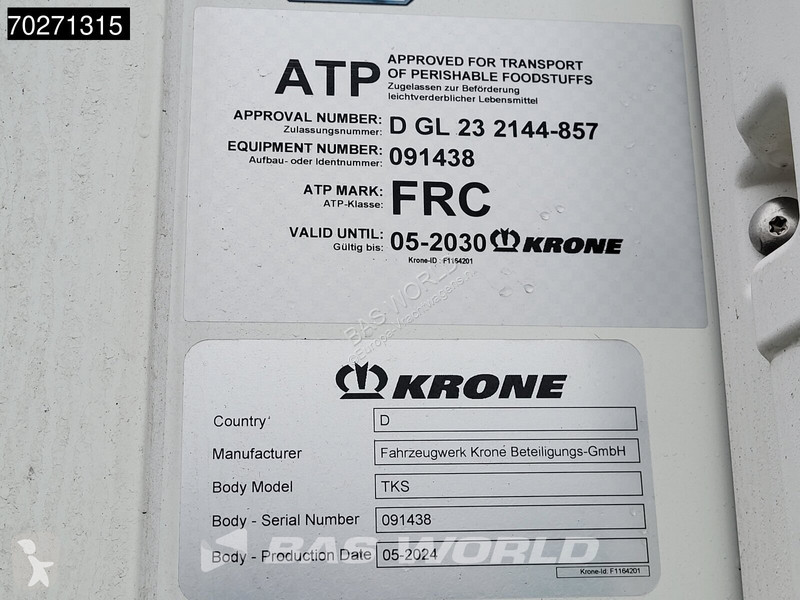 70271315
ATP
APPROVED FOR TRANSPORT
OF PERISHABLE FOODSTUFFS
Zugelassen zur Beförderung
leichtverderblicher Lebensmittel
APPROVAL NUMBER: D GL 23 2144-857
Zulassungsnummer:
EQUIPMENT NUMBER: 091438
Aufbau- oder Identnummer:
ATP MARK: FRC
ATP-Klasse:
VALID UNTIL: 05-2030 KRONE
Gültig bis:
Krone-ID : F1164201
BAS WORLD
KRONE
Country D
Manufacturer Fahrzeugwerk Krone Beteiligungs-GmbH
Body Model TKS
Body - Serial Number 091438
Body - Production Date 05-2024
Krone-Id: F1164201
BAS WORLD